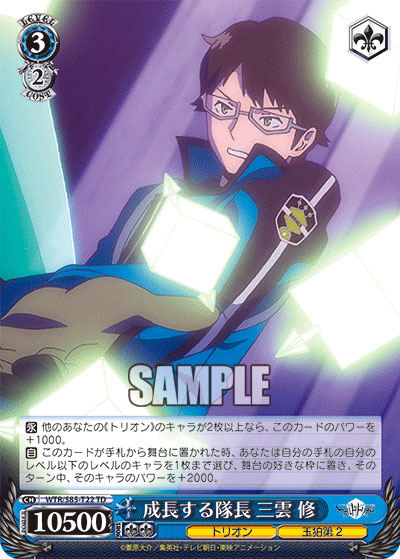 LEVEL
3
2
COST
SAMPLE
永 他のあなたの《トリオン》のキャラが2枚以上なら、このカードのパワーを
+1000。
自 このカードが手札から舞台に置かれた時、あなたは自分の手札の自分の
レベル以下のレベルのキャラを1枚まで選び、舞台の好きな枠に置き、その
ターン中、そのキャラのパワーを+2000。
CH WTR/S85-T22 TD
10500
成長する隊長 三雲 修
トリオン 玉狛第2
©葦原大介/集英社・テレビ朝日・東映アニメーション